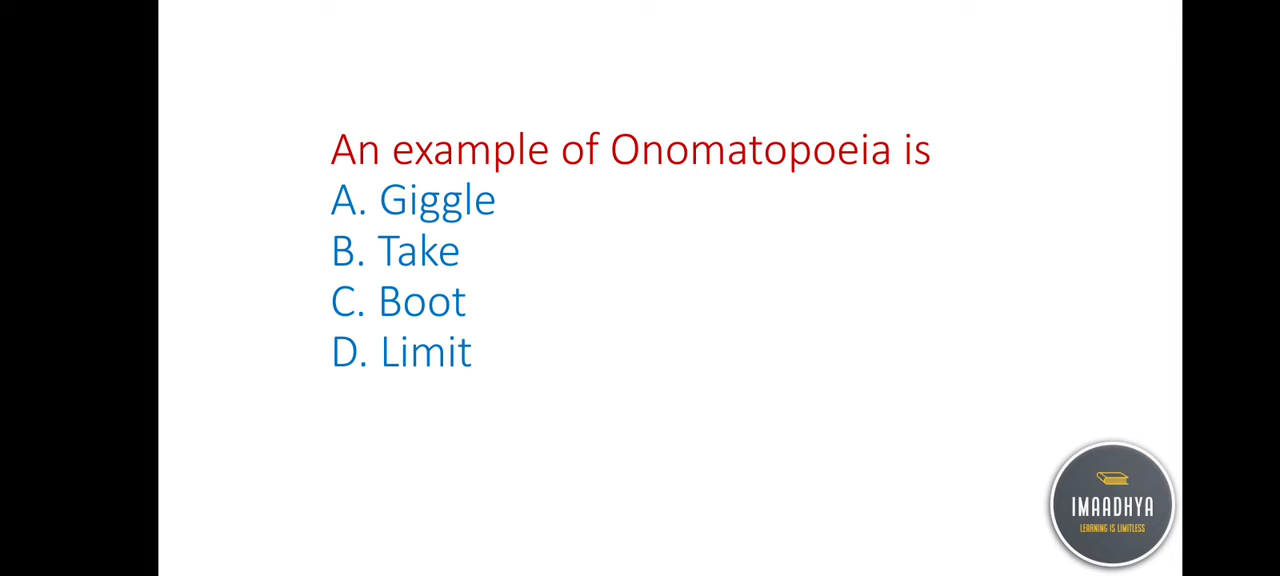 An example of Onomatopoeia is
A. Giggle
B. Take
C. Boot
D. Limit
IMAADHYA
LEARNING IS LIMITLESS